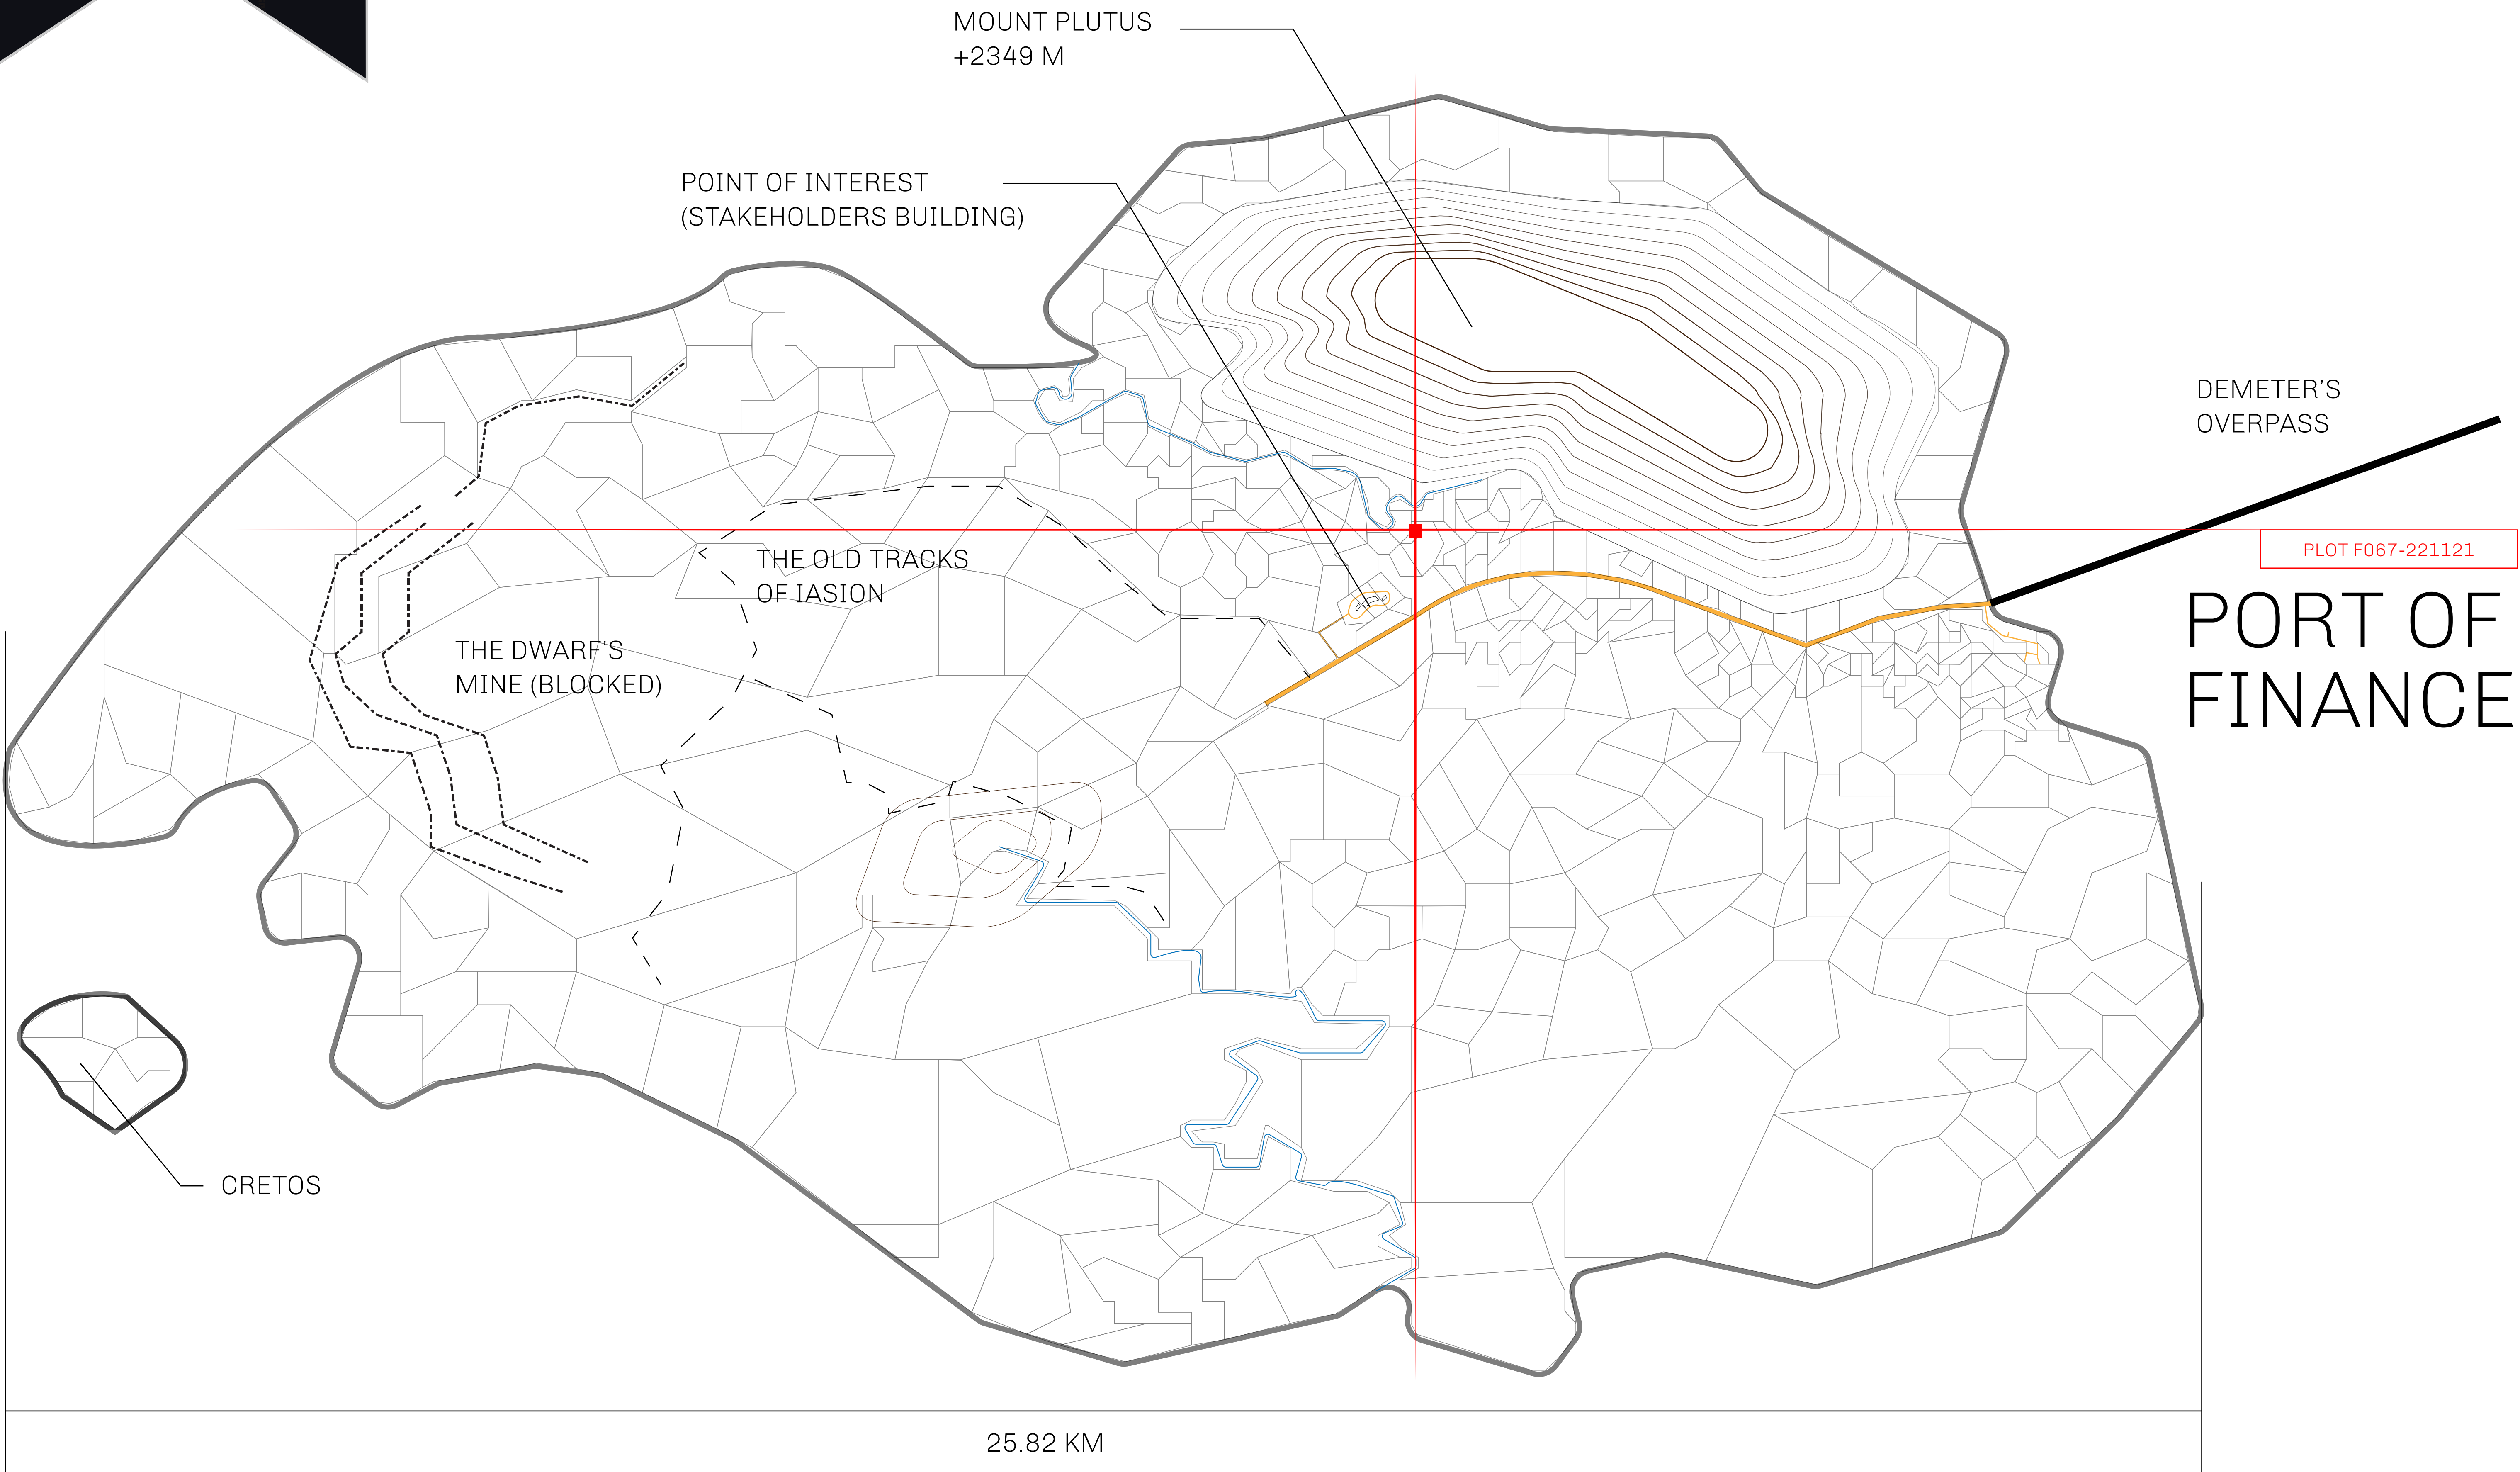 MOUNT PLUTUS
+2349 M
POINT OF INTEREST
(STAKEHOLDERS BUILDING)
DEMETER'S
OVERPASS
PLOT F067-221121
PORT OF
FINANCE
THE OLD TRACKS
OF IASION
THE DWARF'S
MINE (BLOCKED)
CRETOS
25.82 KM